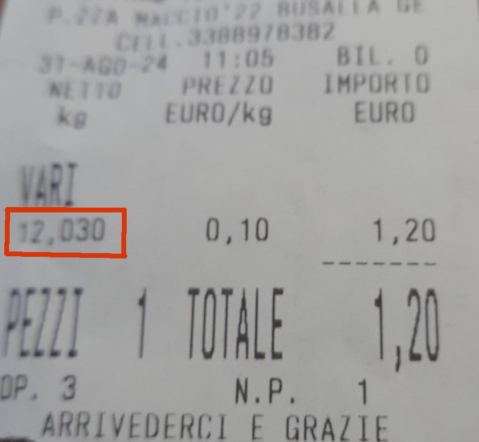 P.ZZA MACCIO'22 BUSALLA GE
CELL.3388978382
31-AGO-24 11:05 BIL. 0
NETTO PREZZO IMPORTO
kg EURO/kg EURO
VARI
12,030 0,10 1,20
-------
PEZZI 1 TOTALE 1,20
OP. 3 N.P. 1
ARRIVEDERCI E GRAZIE